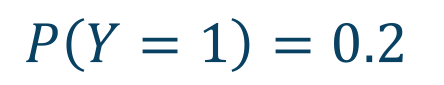 P(Y = 1) = 0.2